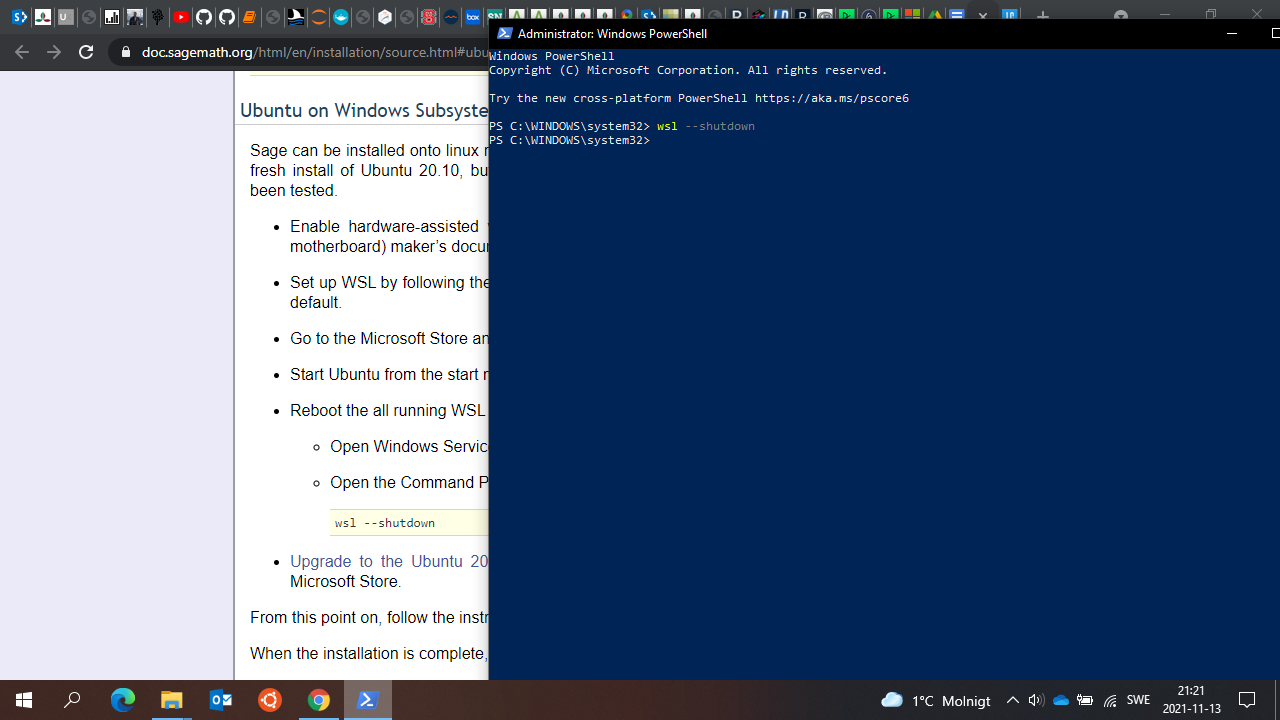 doc.sagemath.org/html/en/installation/source.html#ubu
Administrator: Windows PowerShell
Windows PowerShell
Copyright (C) Microsoft Corporation. All rights reserved.
Try the new cross-platform PowerShell https://aka.ms/pscore6
PS C:\WINDOWS\system32> wsl --shutdown
PS C:\WINDOWS\system32>
Ubuntu on Windows Subsyste
Sage can be installed onto linux
fresh install of Ubuntu 20.10, bu
been tested.
• Enable hardware-assisted
motherboard) maker's docu
• Set up WSL by following the
default.
• Go to the Microsoft Store an
• Start Ubuntu from the start
• Reboot the all running WSL
Open Windows Servic
Open the Command P
wsl --shutdown
• Upgrade to the Ubuntu 20
Microsoft Store.
From this point on, follow the instr
When the installation is complete,
1°C Molnigt
SWE
21:21
2021-11-13